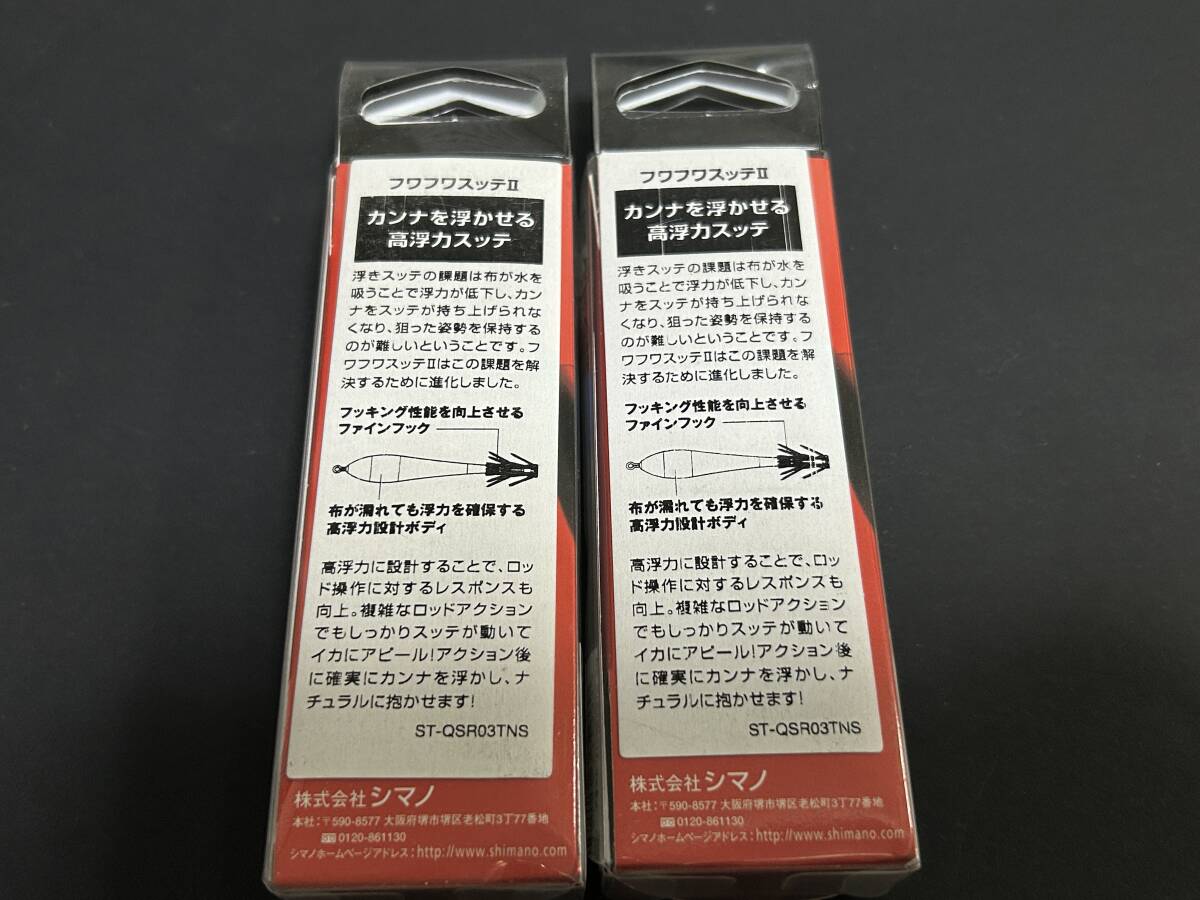 フワフワスッテII
カンナを浮かせる
高浮力スッテ
浮きスッテの課題は布が水を
吸うことで浮力が低下し、カン
ナをスッテが持ち上げられな
くなり、狙った姿勢を保持する
のが難しいということです。フ
ワフワスッテIIはこの課題を解
決するために進化しました。
フッキング性能を向上させる
ファインフック
布が濡れても浮力を確保する
高浮力設計ボディ
高浮力に設計することで、ロッ
ド操作に対するレスポンスも
向上。複雑なロッドアクション
でもしっかりスッテが動いて
イカにアピール!アクション後
に確実にカンナを浮かし、ナ
チュラルに抱かせます!
ST-QSR03TNS
株式会社シマノ
本社:〒590-8577 大阪府堺市堺区老松町3丁77番地
0120-861130
シマノホームページアドレス:http://www.shimano.com
フワフワスッテII
カンナを浮かせる
高浮力スッテ
浮きスッテの課題は布が水を
吸うことで浮力が低下し、カン
ナをスッテが持ち上げられな
くなり、狙った姿勢を保持する
のが難しいということです。フ
ワフワスッテIIはこの課題を解
決するために進化しました。
フッキング性能を向上させる
ファインフック
布が濡れても浮力を確保する
高浮力設計ボディ
高浮力に設計することで、ロッ
ド操作に対するレスポンスも
向上。複雑なロッドアクション
でもしっかりスッテが動いて
イカにアピール!アクション後
に確実にカンナを浮かし、ナ
チュラルに抱かせます!
ST-QSR03TNS
株式会社シマノ
本社:〒590-8577 大阪府堺市堺区老松町3丁77番地
0120-861130
シマノホームページアドレス:http://www.shimano.com